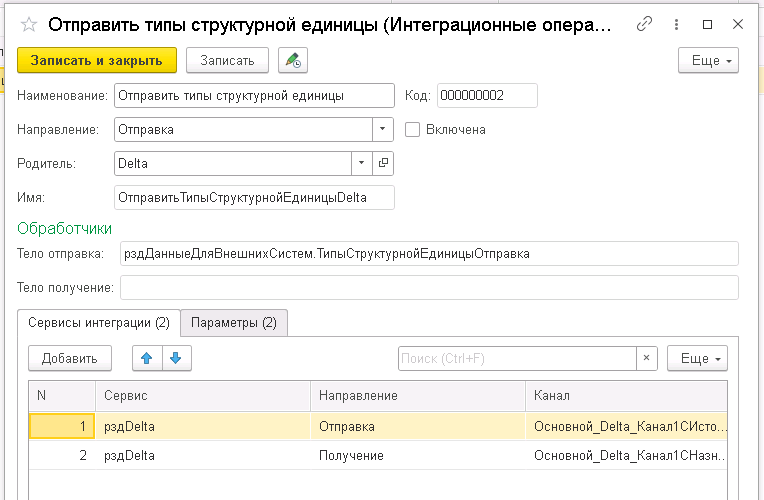 Отправить типы структурной единицы (Интеграционные опера...
Записать и закрыть Записать Еще
Наименование: Отправить типы структурной единицы Код: 000000002
Направление: Отправка Включена
Родитель: Delta
Имя: ОтправитьТипыСтруктурнойЕдиницыDelta
Обработчики
Тело отправка: рздДанныеДляВнешнихСистем.ТипыСтруктурнойЕдиницыОтправка
Тело получение:
Сервисы интеграции (2) Параметры (2)
Добавить Поиск (Ctrl+F) × Еще
N Сервис Направление Канал
1 рздDelta Отправка Основной_Delta_Канал1СИсто...
2 рздDelta Получение Основной_Delta_Канал1СНазн...